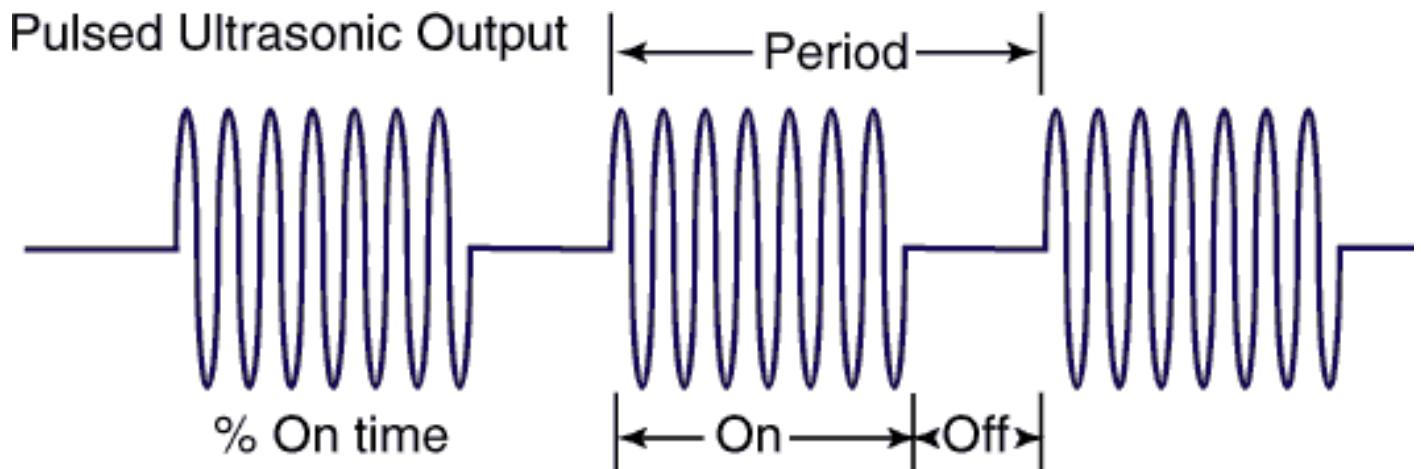 Pulsed Ultrasonic Output
Period
% On time
On
Off